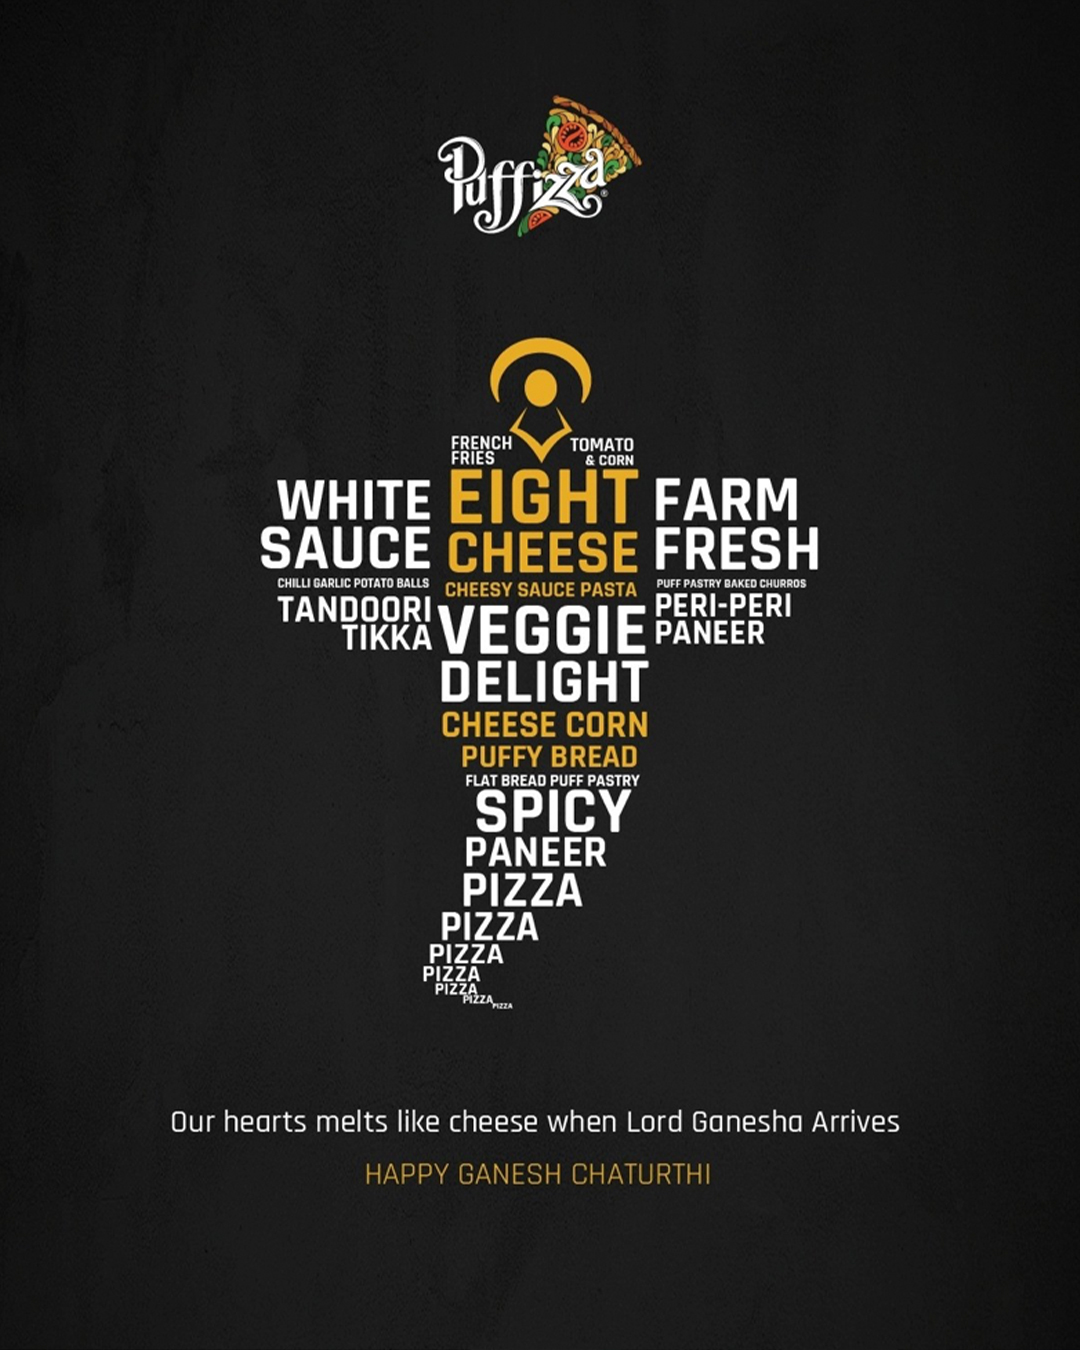 Puffizza®
FRENCH
FRIES
TOMATO
& CORN
WHITE
SAUCE
CHILLI GARLIC POTATO BALLS
TANDOORI
TIKKA
EIGHT
CHEESE
CHEESY SAUCE PASTA
FARM
FRESH
PUFF PASTRY BAKED CHURROS
PERI-PERI
PANEER
VEGGIE
DELIGHT
CHEESE CORN
PUFFY BREAD
FLAT BREAD PUFF PASTRY
SPICY
PANEER
PIZZA
PIZZA
PIZZA
PIZZA
PIZZA
PIZZA
PIZZA
Our hearts melts like cheese when Lord Ganesha Arrives
HAPPY GANESH CHATURTHI